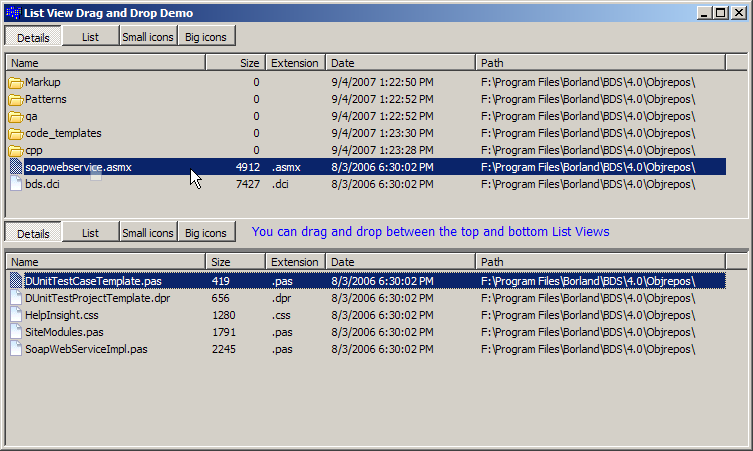 List View Drag and Drop Demo
Details List Small icons Big icons
Name Size Extension Date Path
Markup 0 9/4/2007 1:22:50 PM F:\Program Files\Borland\BDS\4.0\Objrepos\
Patterns 0 9/4/2007 1:22:52 PM F:\Program Files\Borland\BDS\4.0\Objrepos\
qa 0 9/4/2007 1:22:52 PM F:\Program Files\Borland\BDS\4.0\Objrepos\
code_templates 0 9/4/2007 1:23:30 PM F:\Program Files\Borland\BDS\4.0\Objrepos\
cpp 0 9/4/2007 1:23:28 PM F:\Program Files\Borland\BDS\4.0\Objrepos\
soapwebservice.asmx 4912 .asmx 8/3/2006 6:30:02 PM F:\Program Files\Borland\BDS\4.0\Objrepos\
bds.dci 7427 .dci 8/3/2006 6:30:02 PM F:\Program Files\Borland\BDS\4.0\Objrepos\
Details List Small icons Big icons You can drag and drop between the top and bottom List Views
Name Size Extension Date Path
DUnitTestCaseTemplate.pas 419 .pas 8/3/2006 6:30:02 PM F:\Program Files\Borland\BDS\4.0\Objrepos\
DUnitTestProjectTemplate.dpr 656 .dpr 8/3/2006 6:30:02 PM F:\Program Files\Borland\BDS\4.0\Objrepos\
HelpInsight.css 1280 .css 8/3/2006 6:30:02 PM F:\Program Files\Borland\BDS\4.0\Objrepos\
SiteModules.pas 1791 .pas 8/3/2006 6:30:02 PM F:\Program Files\Borland\BDS\4.0\Objrepos\
SoapWebServiceImpl.pas 2245 .pas 8/3/2006 6:30:02 PM F:\Program Files\Borland\BDS\4.0\Objrepos\